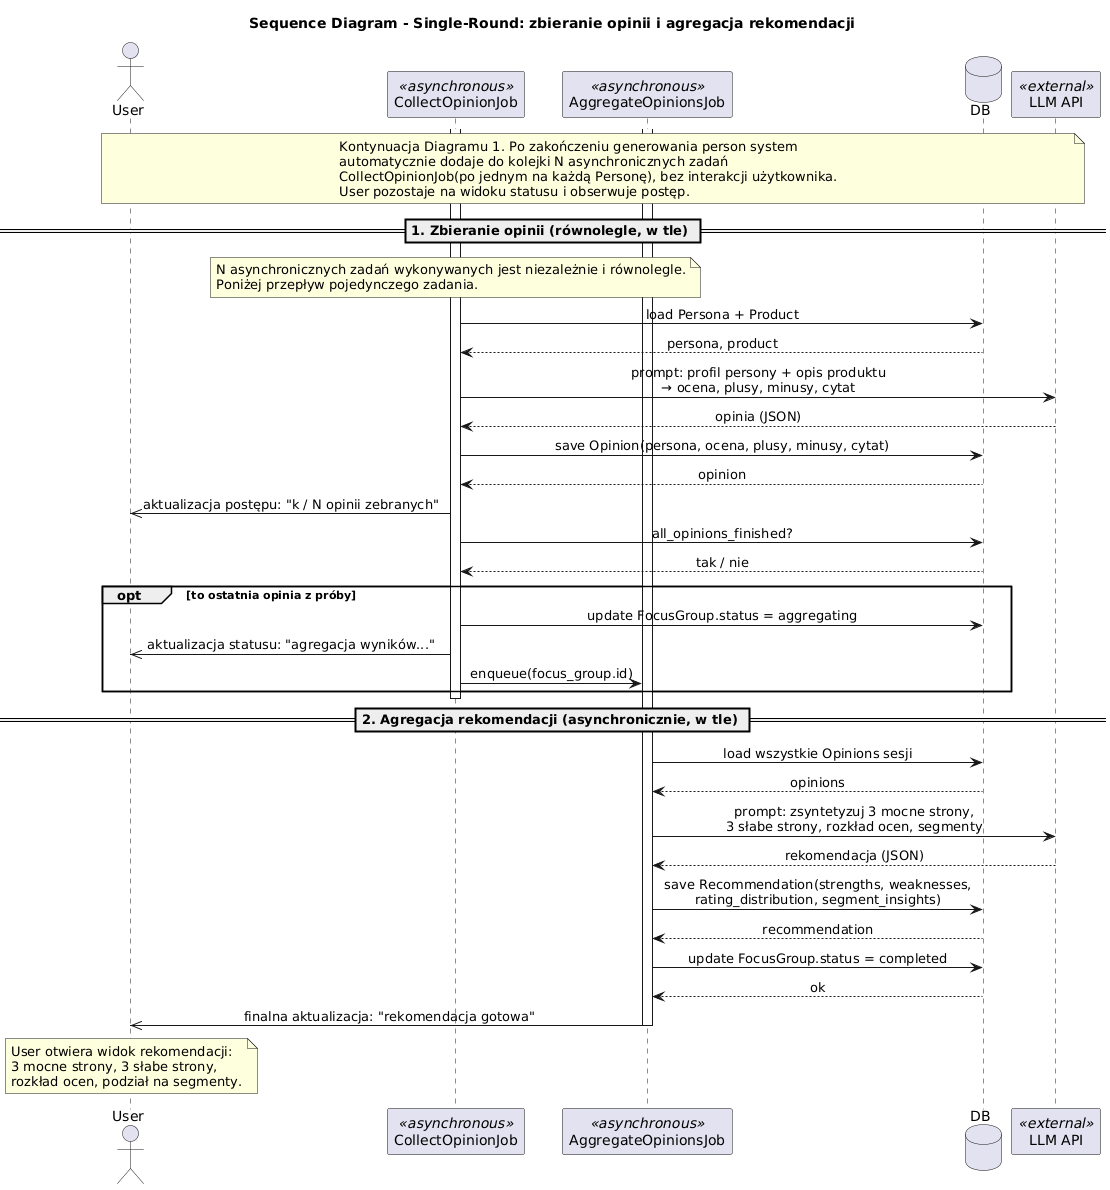 Sequence Diagram - Single-Round: zbieranie opinii i agregacja rekomendacji
User
«asynchronous»
CollectOpinionJob
«asynchronous»
AggregateOpinionsJob
DB
«external»
LLM API
Kontynuacja Diagramu 1. Po zakończeniu generowania person system
automatycznie dodaje do kolejki N asynchronicznych zadań
CollectOpinionJob(po jednym na każdą Personę), bez interakcji użytkownika.
User pozostaje na widoku statusu i obserwuje postęp.
1. Zbieranie opinii (równolegle, w tle)
N asynchronicznych zadań wykonywanych jest niezależnie i równolegle.
Poniżej przepływ pojedynczego zadania.
load Persona + Product
persona, product
prompt: profil persony + opis produktu
→ ocena, plusy, minusy, cytat
opinia (JSON)
save Opinion(persona, ocena, plusy, minusy, cytat)
opinion
aktualizacja postępu: "k / N opinii zebranych"
all_opinions_finished?
tak / nie
opt [to ostatnia opinia z próby]
update FocusGroup.status = aggregating
aktualizacja statusu: "agregacja wyników..."
enqueue(focus_group.id)
2. Agregacja rekomendacji (asynchronicznie, w tle)
load wszystkie Opinions sesji
opinions
prompt: zsyntetyzuj 3 mocne strony,
3 słabe strony, rozkład ocen, segmenty
rekomendacja (JSON)
save Recommendation(strengths, weaknesses,
rating_distribution, segment_insights)
recommendation
update FocusGroup.status = completed
ok
finalna aktualizacja: "rekomendacja gotowa"
User otwiera widok rekomendacji:
3 mocne strony, 3 słabe strony,
rozkład ocen, podział na segmenty.
User
«asynchronous»
CollectOpinionJob
«asynchronous»
AggregateOpinionsJob
DB
«external»
LLM API